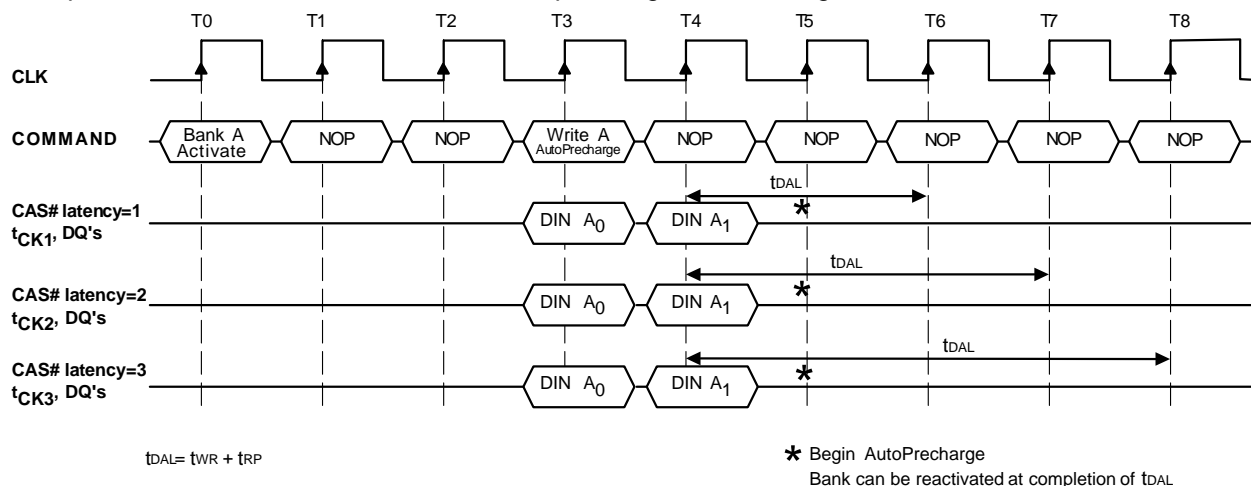 T0 T1 T2 T3 T4 T5 T6 T7 T8
CLK
COMMAND
Bank A
Activate
NOP
NOP
Write A
AutoPrecharge
NOP
NOP
NOP
NOP
NOP
tDAL
CAS# latency=1
tCK1, DQ's
DIN A0
DIN A1
*
tDAL
CAS# latency=2
tCK2, DQ's
DIN A0
DIN A1
*
tDAL
CAS# latency=3
tCK3, DQ's
DIN A0
DIN A1
*
tDAL= tWR + tRP
* Begin AutoPrecharge
Bank can be reactivated at completion of tDAL